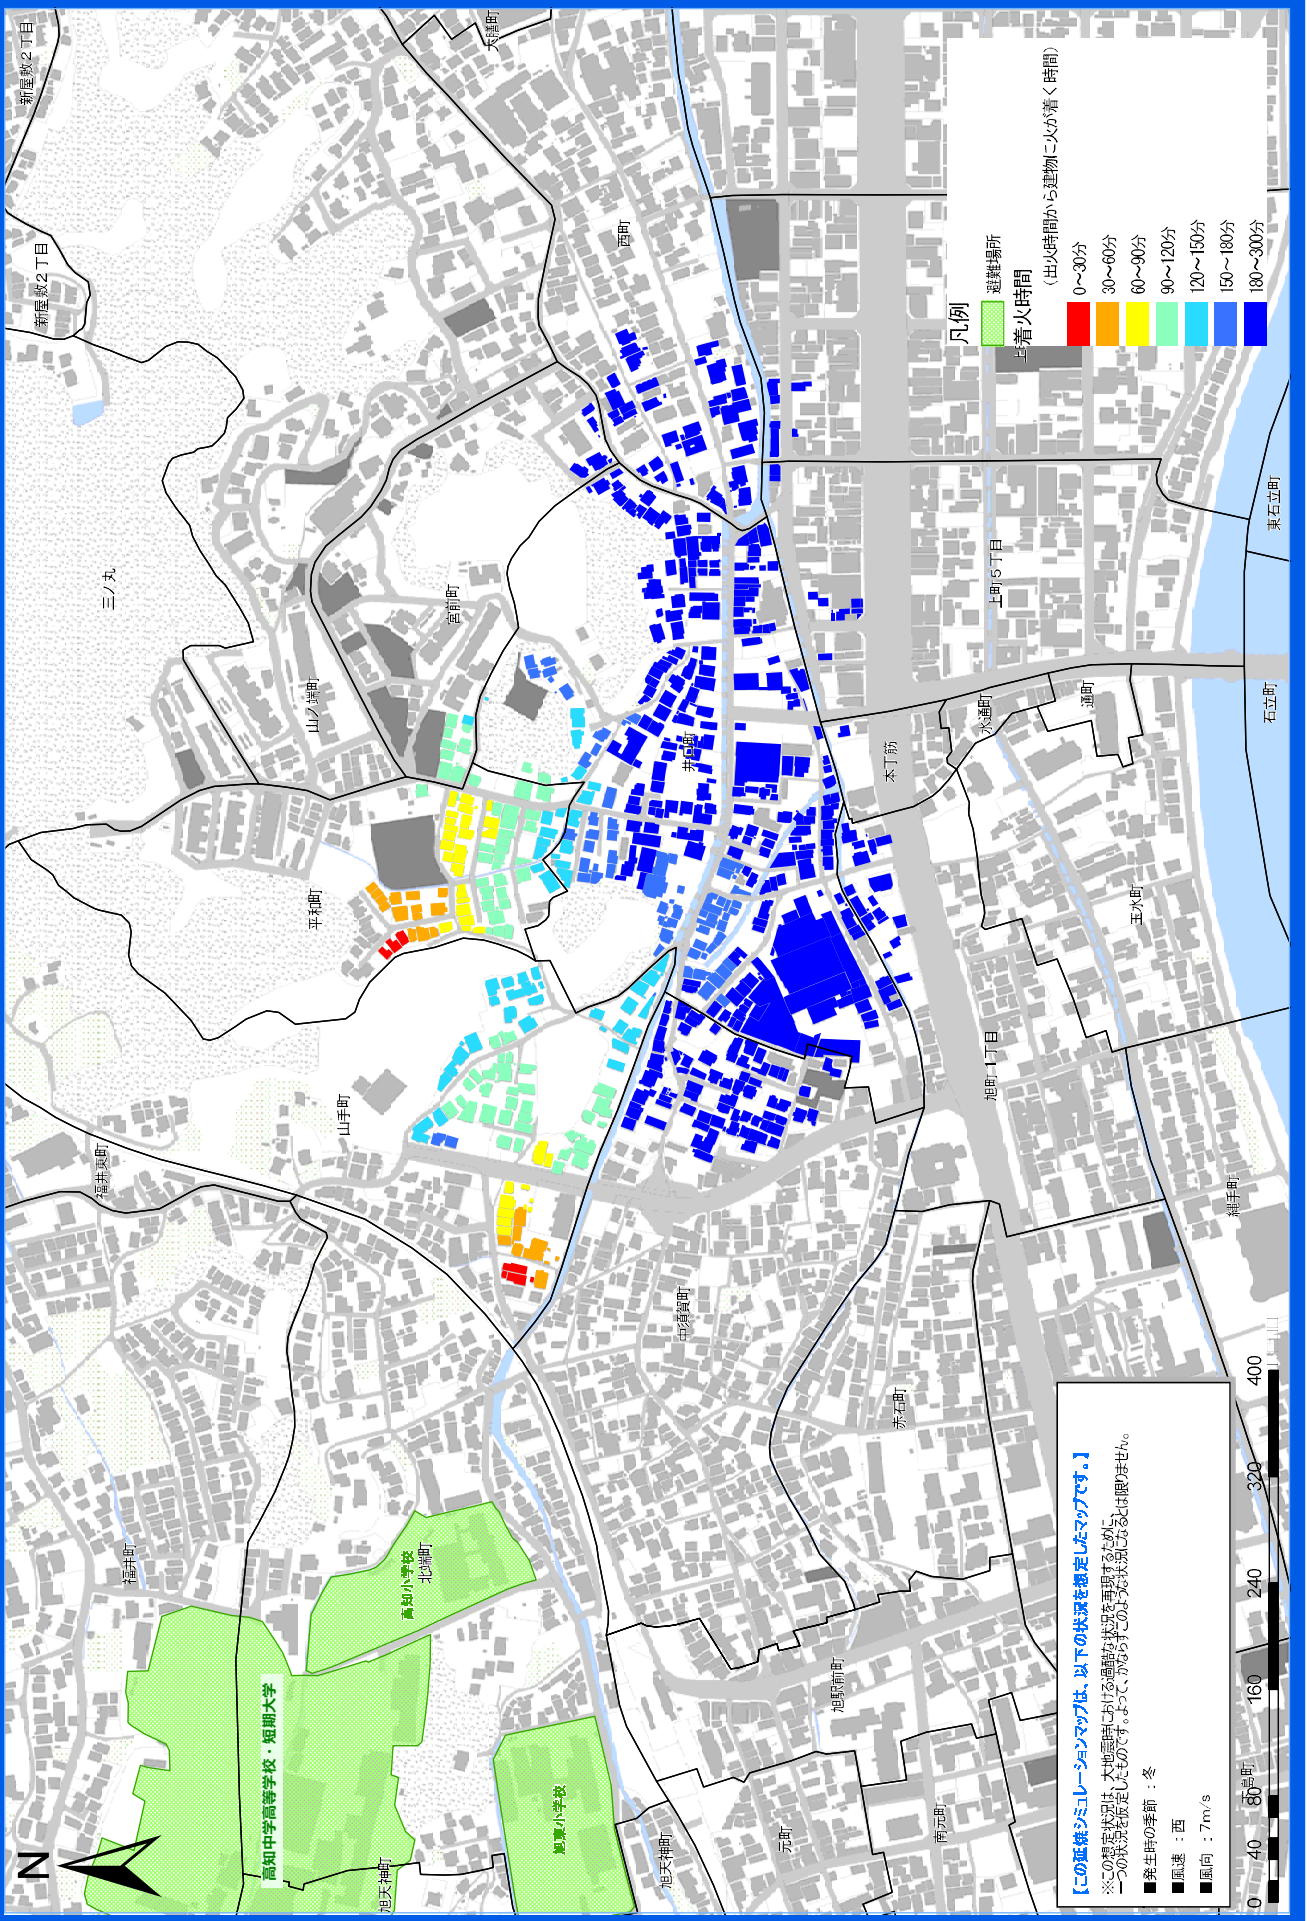 N
新屋敷２丁目
新屋敷２丁目
大膳町
三ノ丸
西町
宮前町
山ノ端町
平和町
井口町
山手町
福井東町
福井町
北端町
高知小学校
高知中学高等学校・短期大学
旭東小学校
旭天神町
旭天神町
中須賀町
赤石町
旭駅前町
元町
南元町
下島町
縄手町
旭町１丁目
玉水町
本丁筋
水通町
通町
上町５丁目
石立町
東石立町
凡例
避難場所
着火時間
（出火時間から建物に火が着く時間）
0～30分
30～60分
60～90分
90～120分
120～150分
150～180分
180～300分
【この延焼シミュレーションマップは、以下の状況を想定したマップです。】
※この想定状況は、大地震時における過酷な状況を再現するために、
一つの状況を仮定したものです。よって、かならずこのような状況になるとは限りません。
■発生時の季節 ：冬
■風速 ：西
■風向 ：7m/s
0 40 80 160 240 320 400